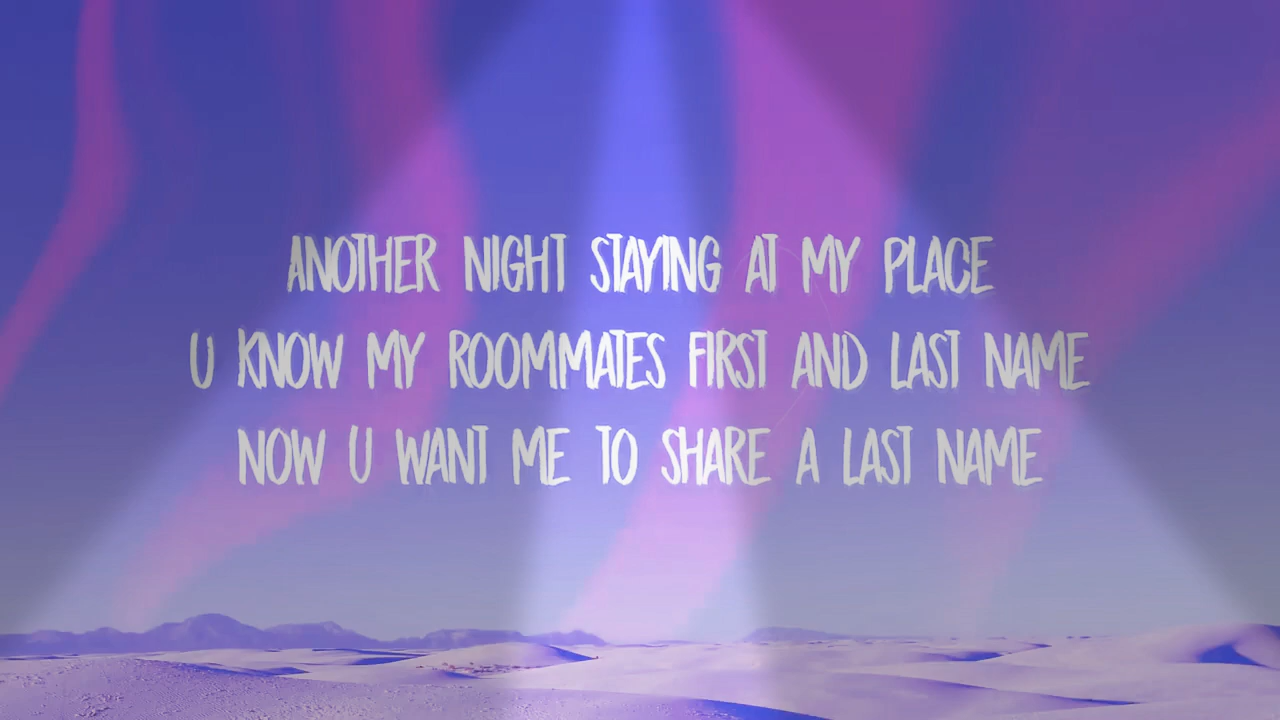 ANOTHER NIGHT STAYING AT MY PLACE
U KNOW MY ROOMMATES FIRST AND LAST NAME
NOW U WANT ME TO SHARE A LAST NAME